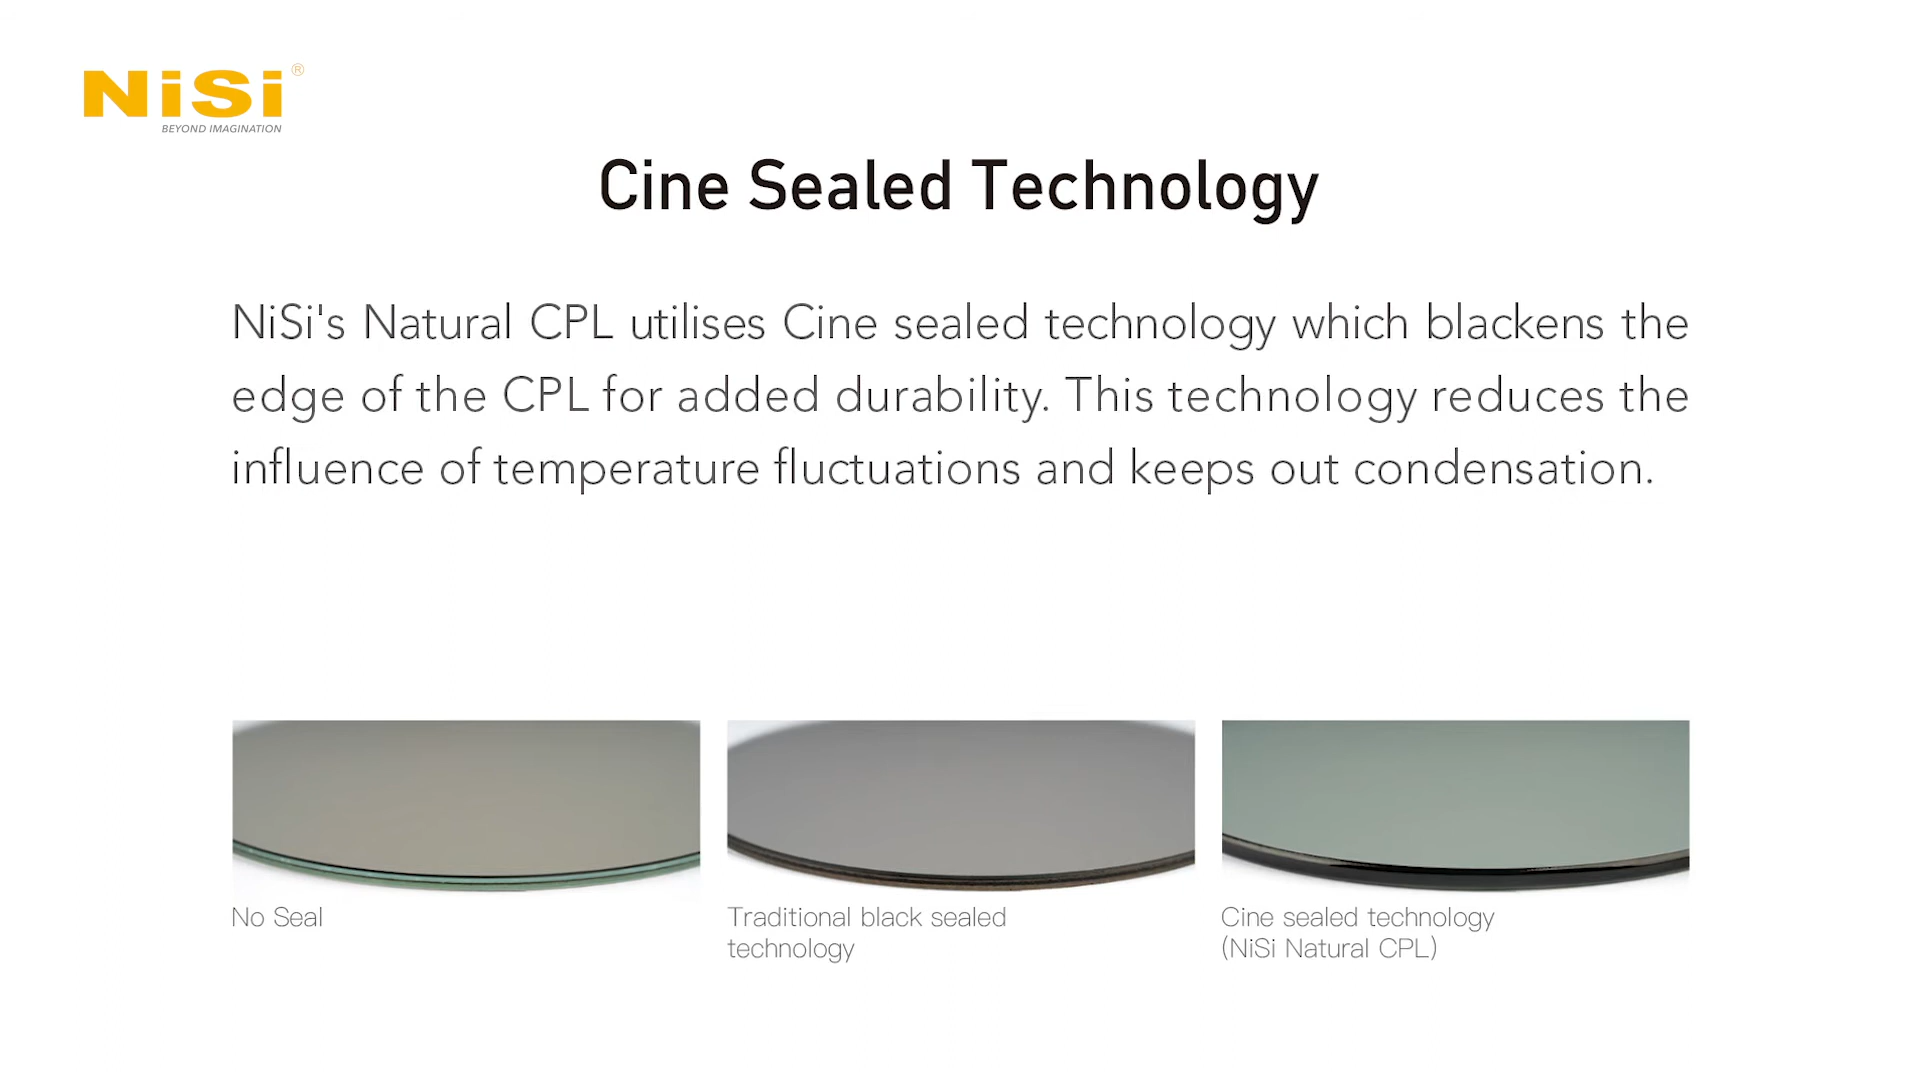 NiSi®
BEYOND IMAGINATION
Cine Sealed Technology
NiSi's Natural CPL utilises Cine sealed technology which blackens the
edge of the CPL for added durability. This technology reduces the
influence of temperature fluctuations and keeps out condensation.
No Seal
Traditional black sealed
technology
Cine sealed technology
(NiSi Natural CPL)